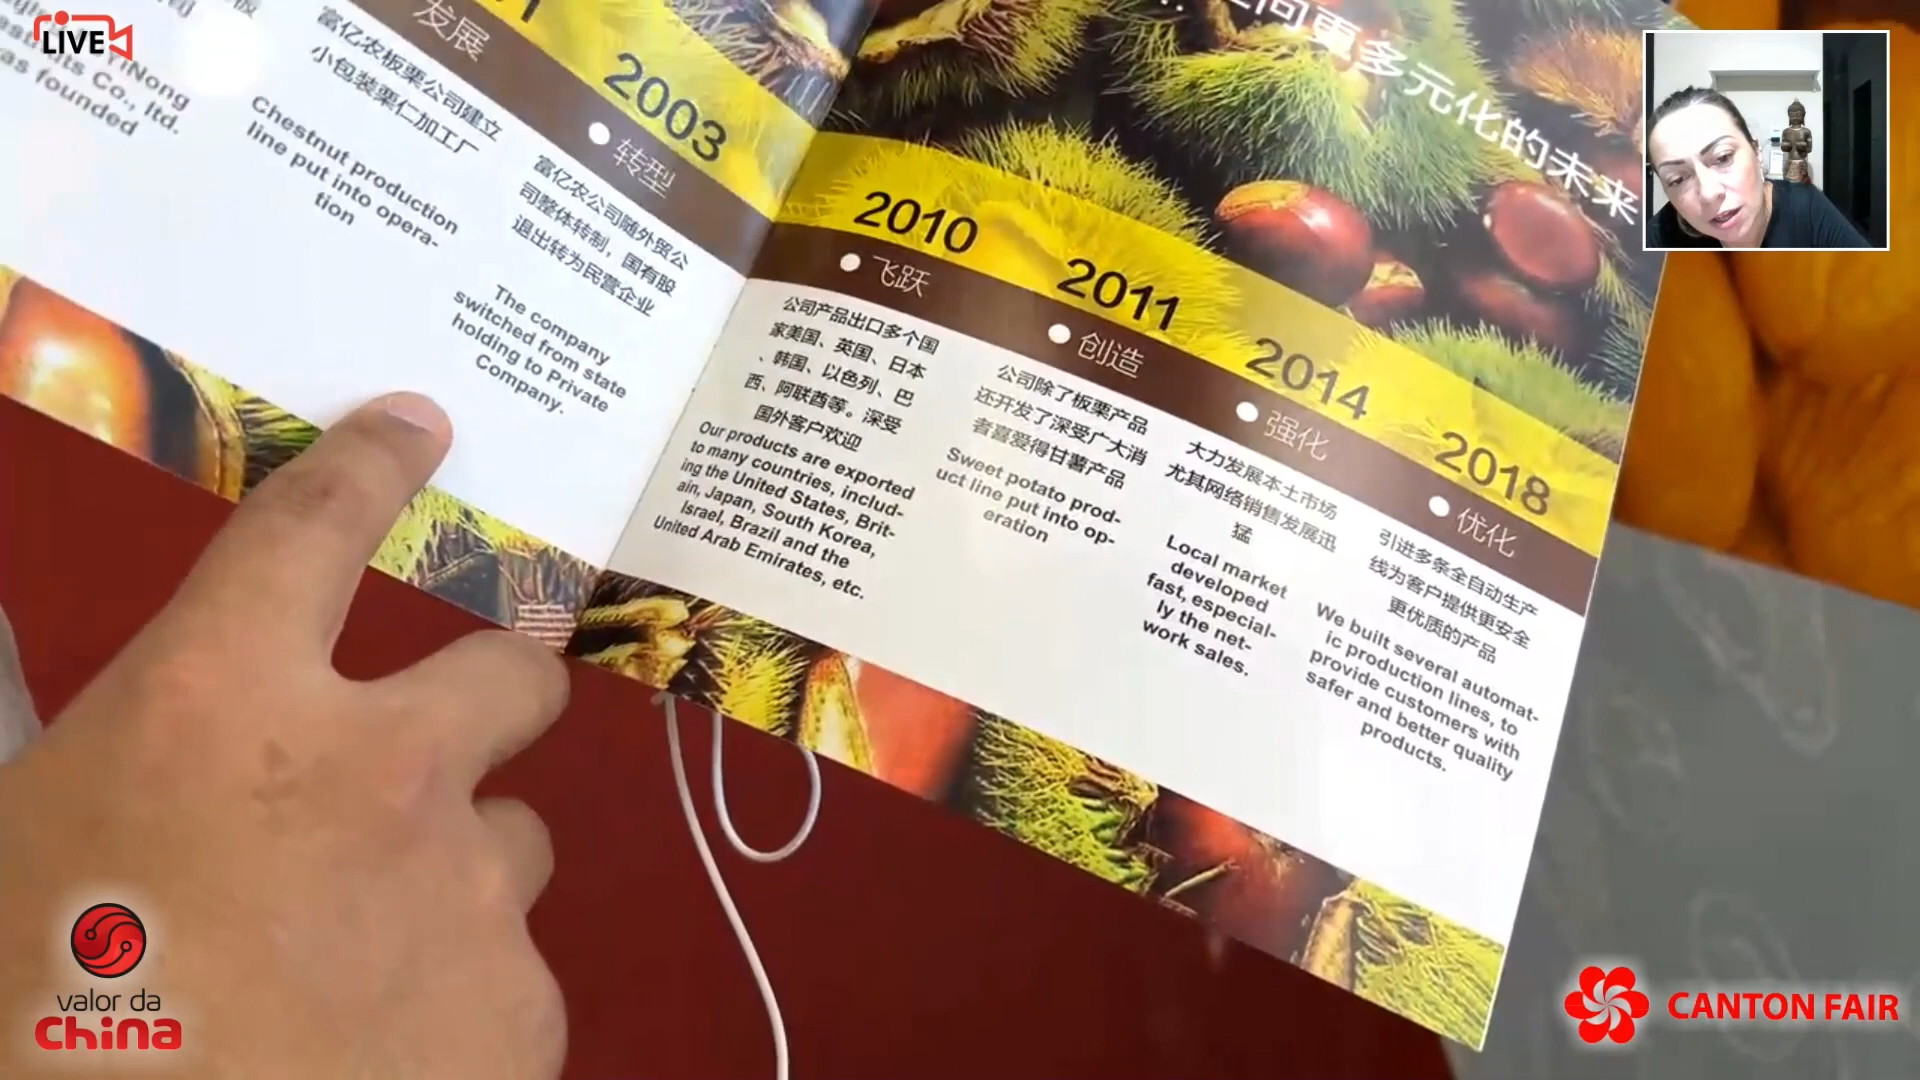 LIVE
Nong
Co., ltd.
as founded
Chestnut production
line put into opera-
tion
发展
富亿农板栗公司建立
小包装栗仁加工厂
2003
转型
富亿农公司随外贸公
司整体转制，国有股
退出转为民营企业
The company
switched from state
holding to Private
Company.
向更多元化的未来
2010
飞跃
公司产品出口多个国
家美国、英国、日本
、韩国、以色列、巴
西、阿联酋等。深受
国外客户欢迎
Our products are exported
to many countries, includ-
ing the United States, Brit-
ain, Japan, South Korea,
Israel, Brazil and the
United Arab Emirates, etc.
2011
创造
公司除了板栗产品
还开发了深受广大消
者喜爱得甘薯产品
Sweet potato prod-
uct line put into op-
eration
2014
强化
大力发展本土市场
尤其网络销售发展迅
猛
Local market
developed
fast, especial-
ly the net-
work sales.
2018
优化
引进多条全自动生产
线为客户提供更安全
更优质的产品
We built several automat-
ic production lines, to
provide customers with
safer and better quality
products.
valor da
China
CANTON FAIR